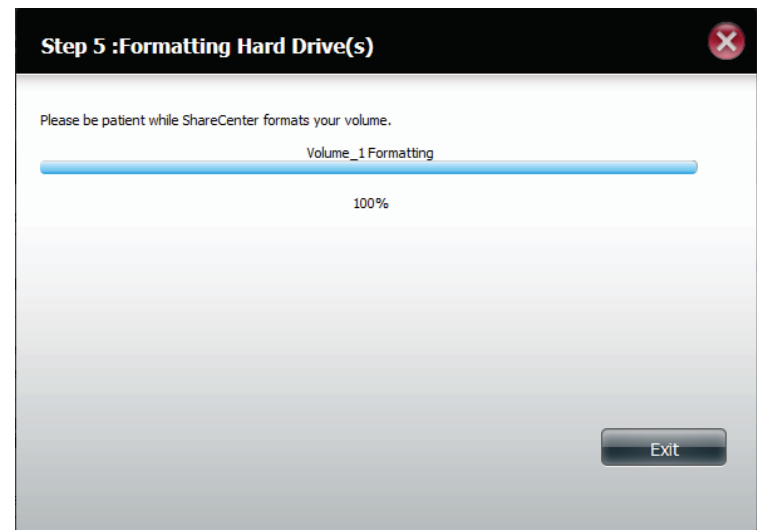 Step 5 :Formatting Hard Drive(s)
Please be patient while ShareCenter formats your volume.
Volume_1 Formatting
100%
Exit